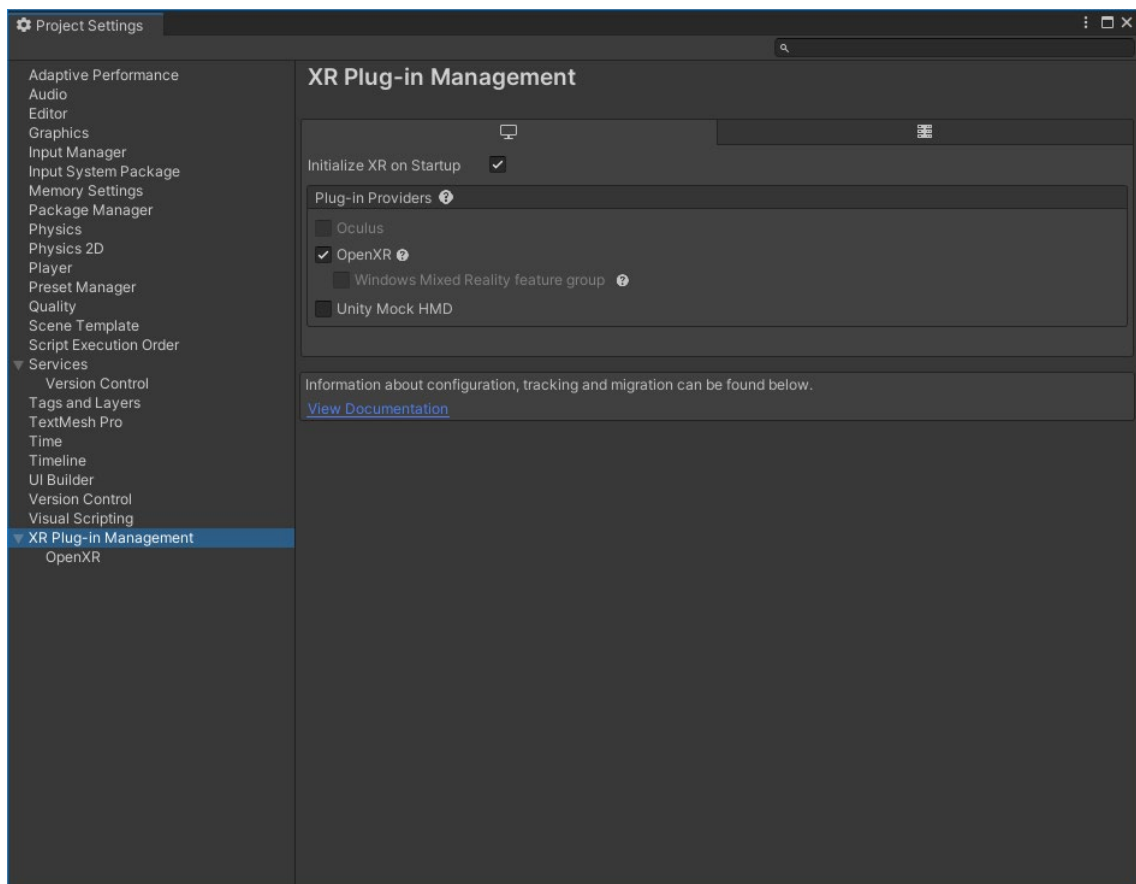 Project Settings
Adaptive Performance
Audio
Editor
Graphics
Input Manager
Input System Package
Memory Settings
Package Manager
Physics
Physics 2D
Player
Preset Manager
Quality
Scene Template
Script Execution Order
Services
Version Control
Tags and Layers
TextMesh Pro
Time
Timeline
UI Builder
Version Control
Visual Scripting
XR Plug-in Management
OpenXR
XR Plug-in Management
Initialize XR on Startup
Plug-in Providers
Oculus
OpenXR
Windows Mixed Reality feature group
Unity Mock HMD
Information about configuration, tracking and migration can be found below.
View Documentation